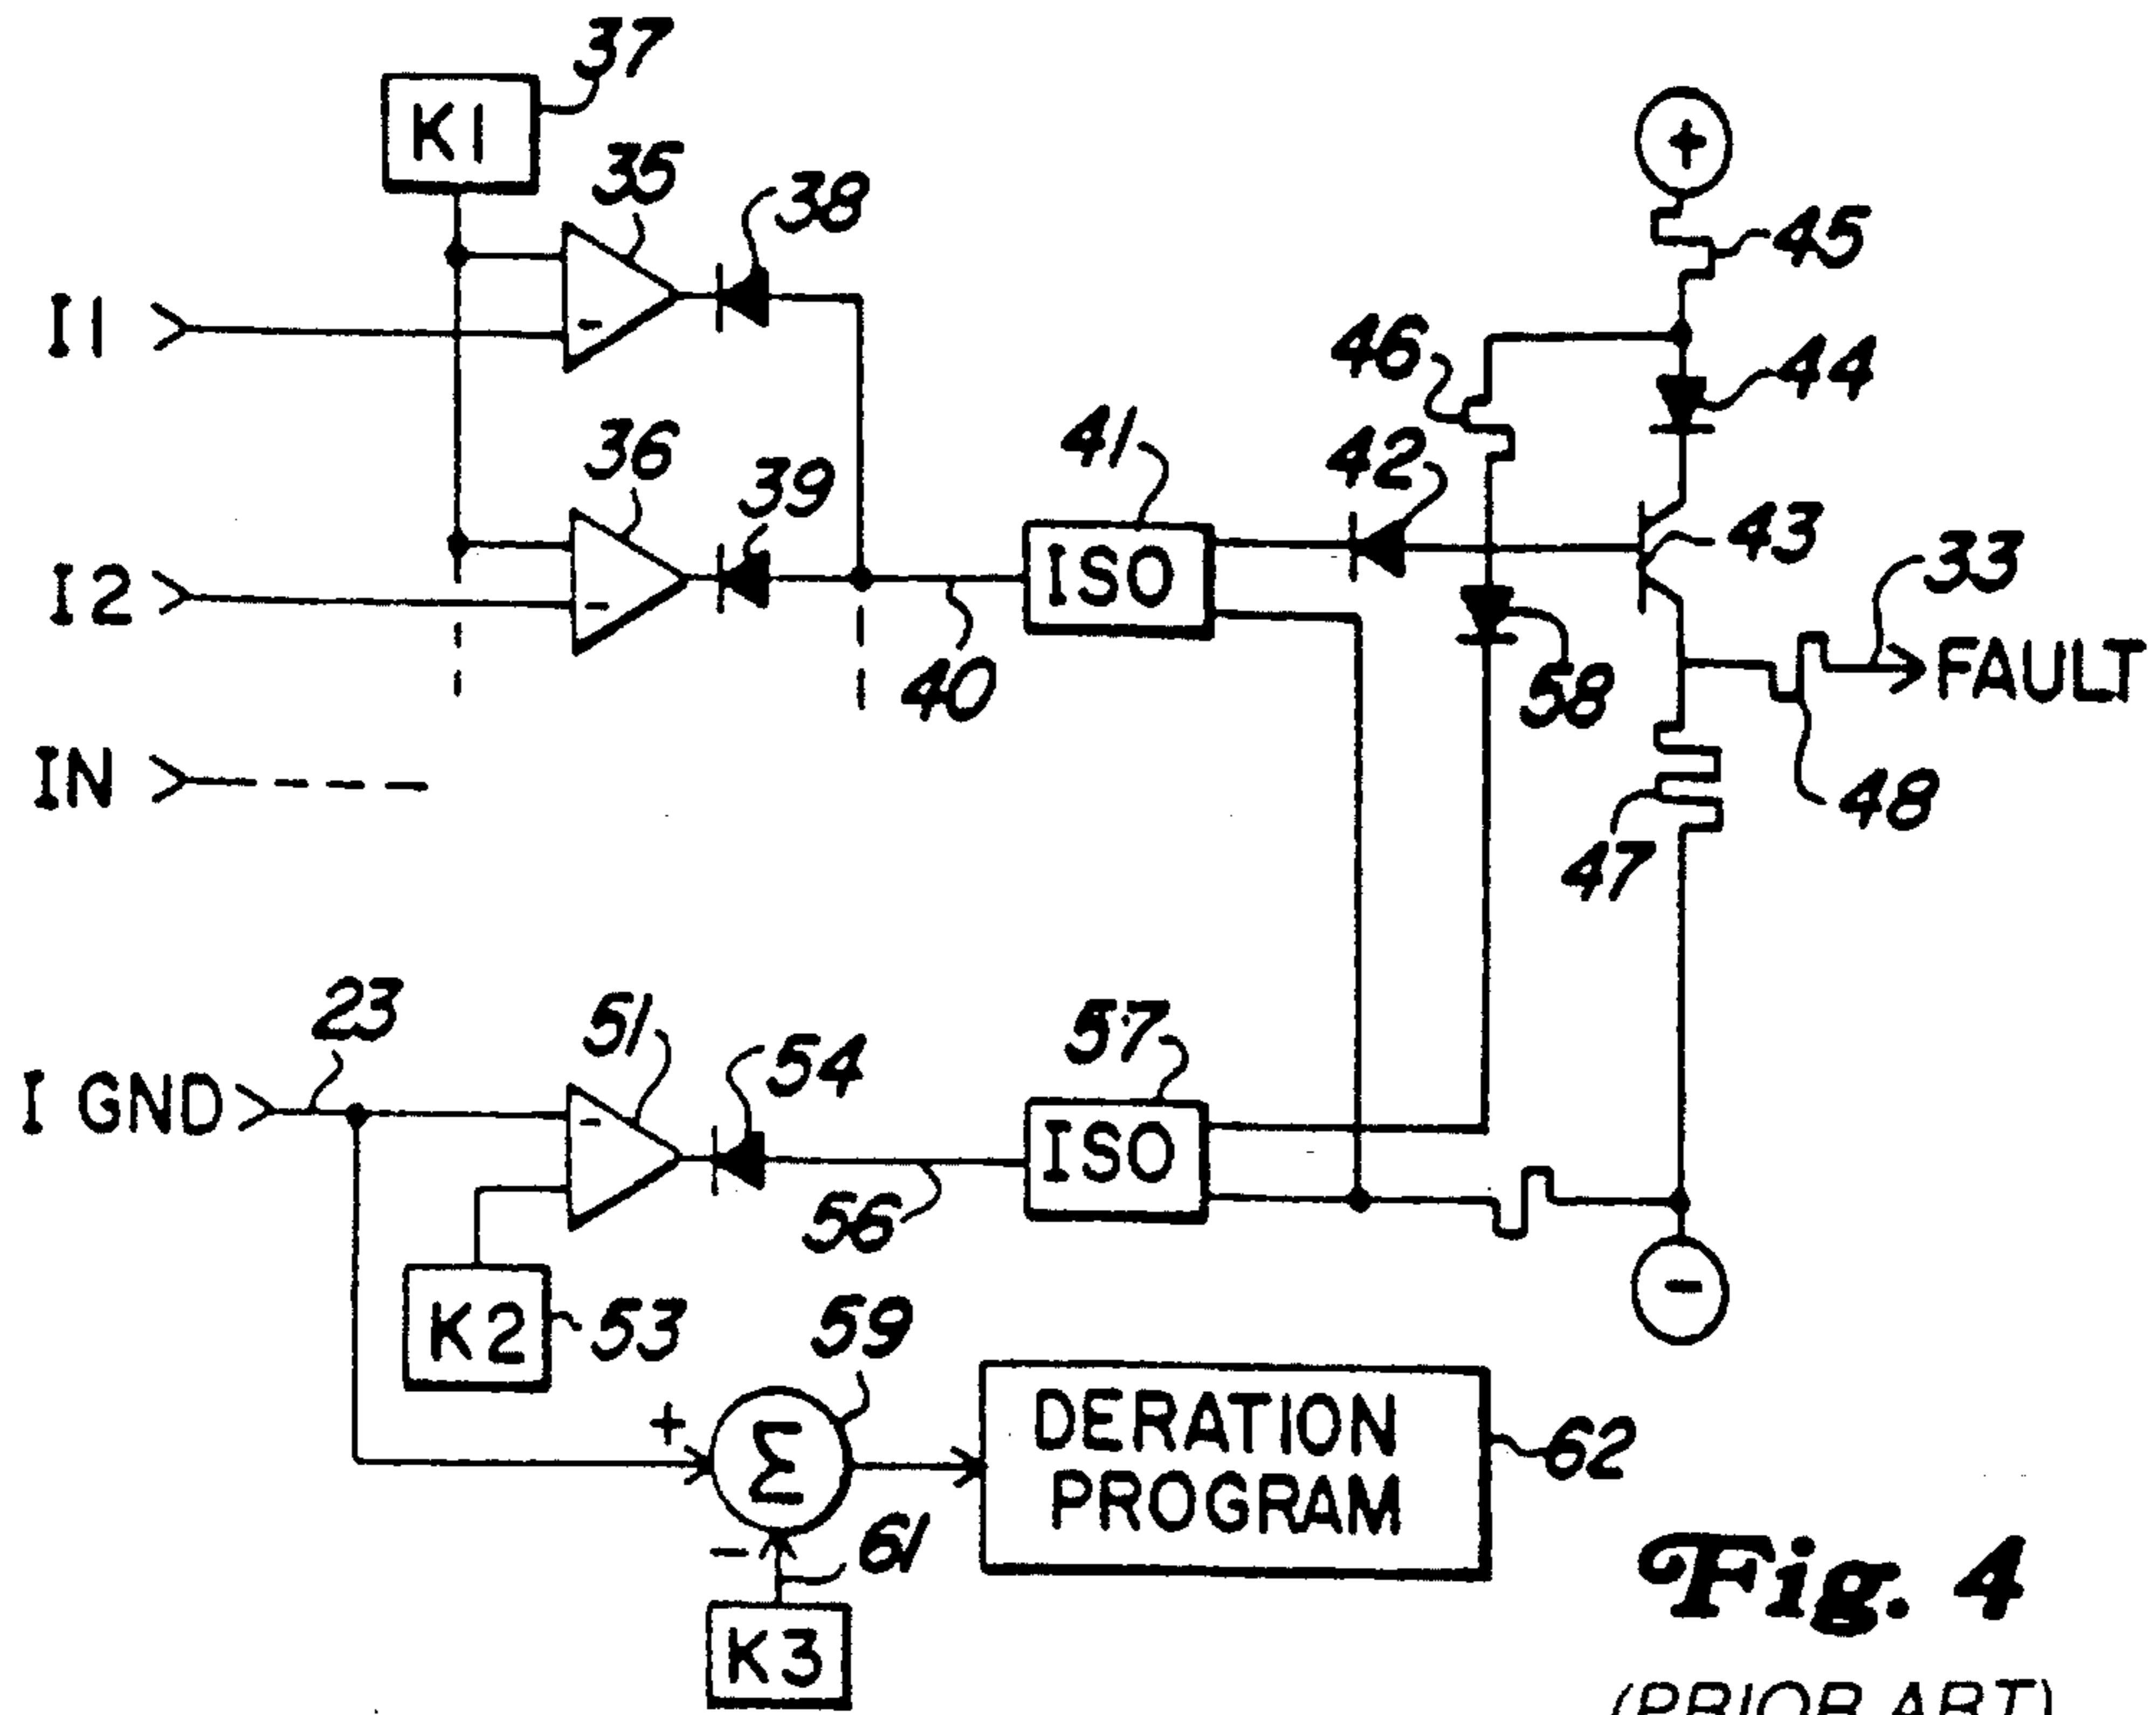 37
K1
35
38
+
45
I1
-
46
44
36
39
41
42
43
33
I2
-
ISO
40
58
FAULT
IN
48
47
23
51
54
57
I GND
-
ISO
56
K2
53
59
-
+
Σ
DERATION
PROGRAM
62
-
61
K3
Fig. 4
(PRIOR ART)